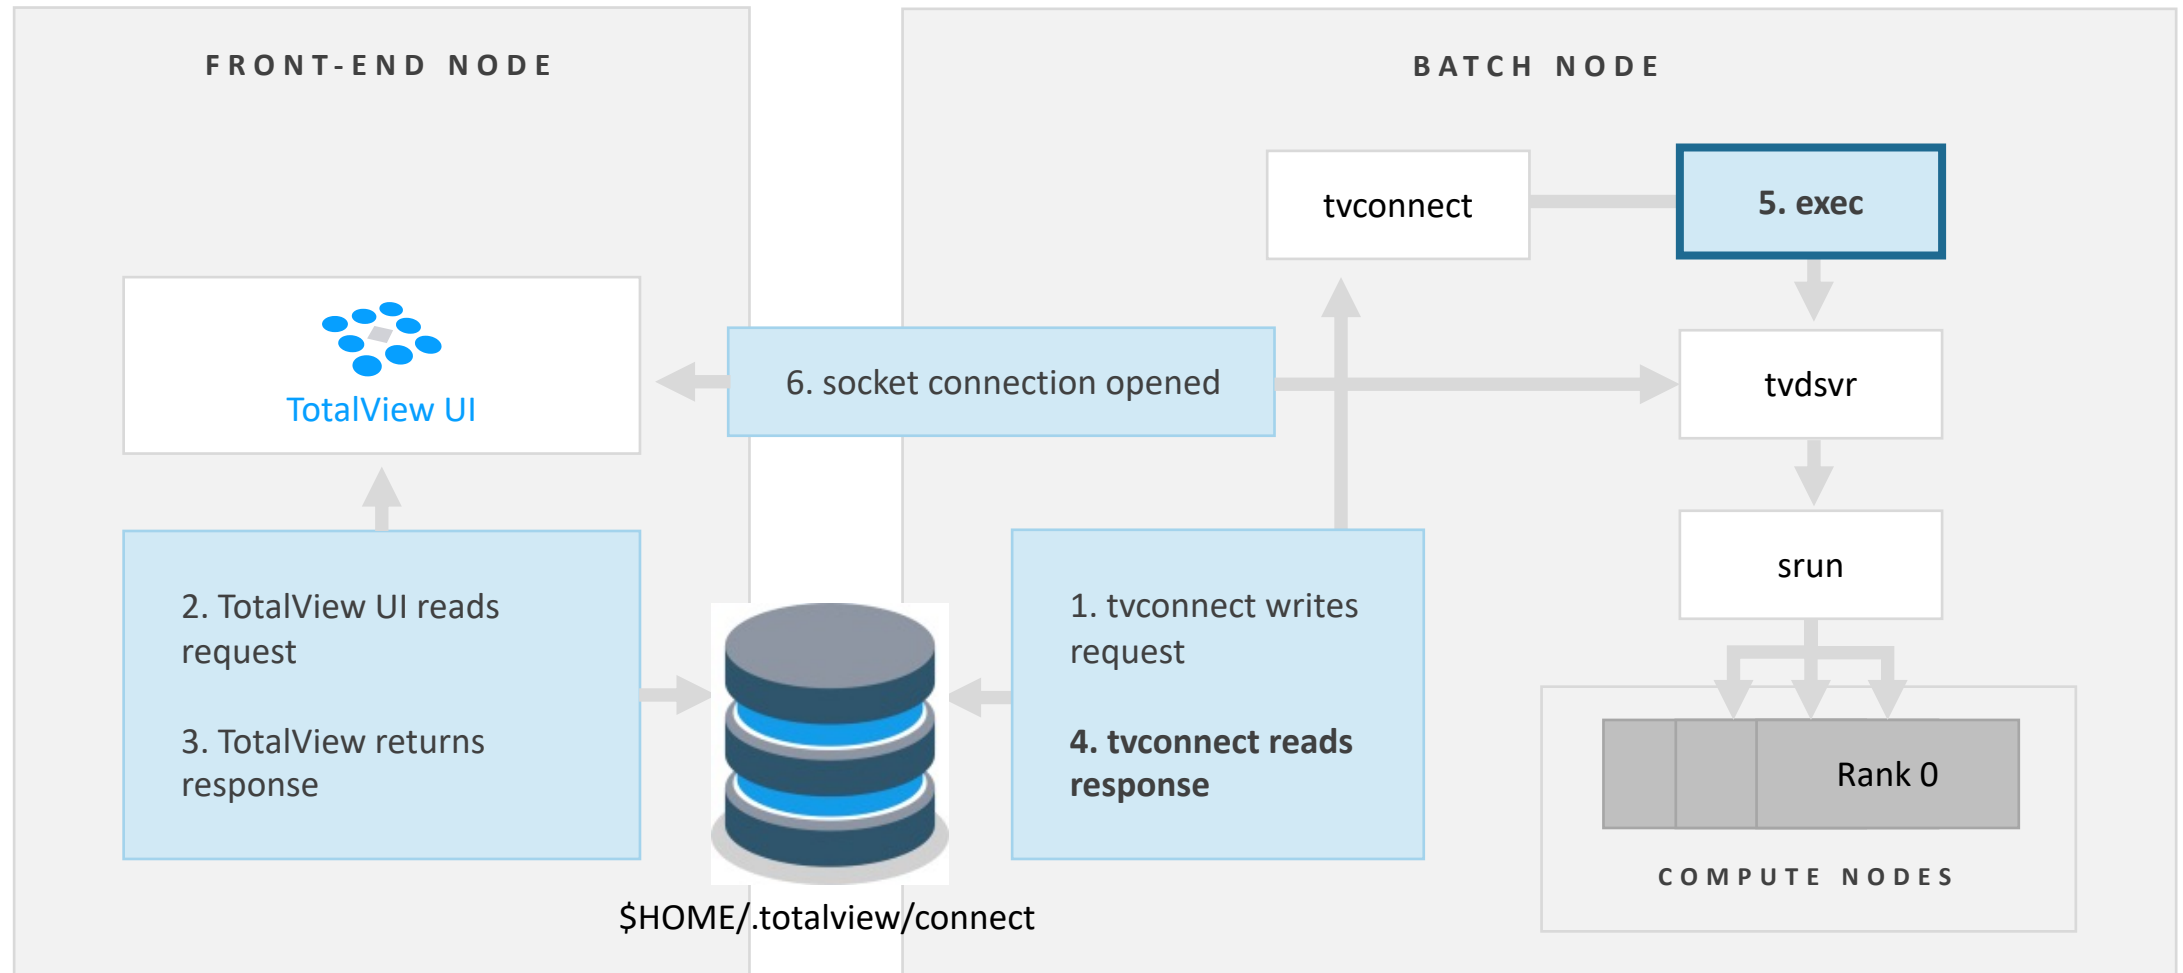 FRONT-END NODE
BATCH NODE
tvconnect
5. exec
TotalView UI
6. socket connection opened
tvdsvr
srun
2. TotalView UI reads
request
3. TotalView returns
response
1. tvconnect writes
request
4. tvconnect reads
response
Rank 0
COMPUTE NODES
$HOME/.totalview/connect